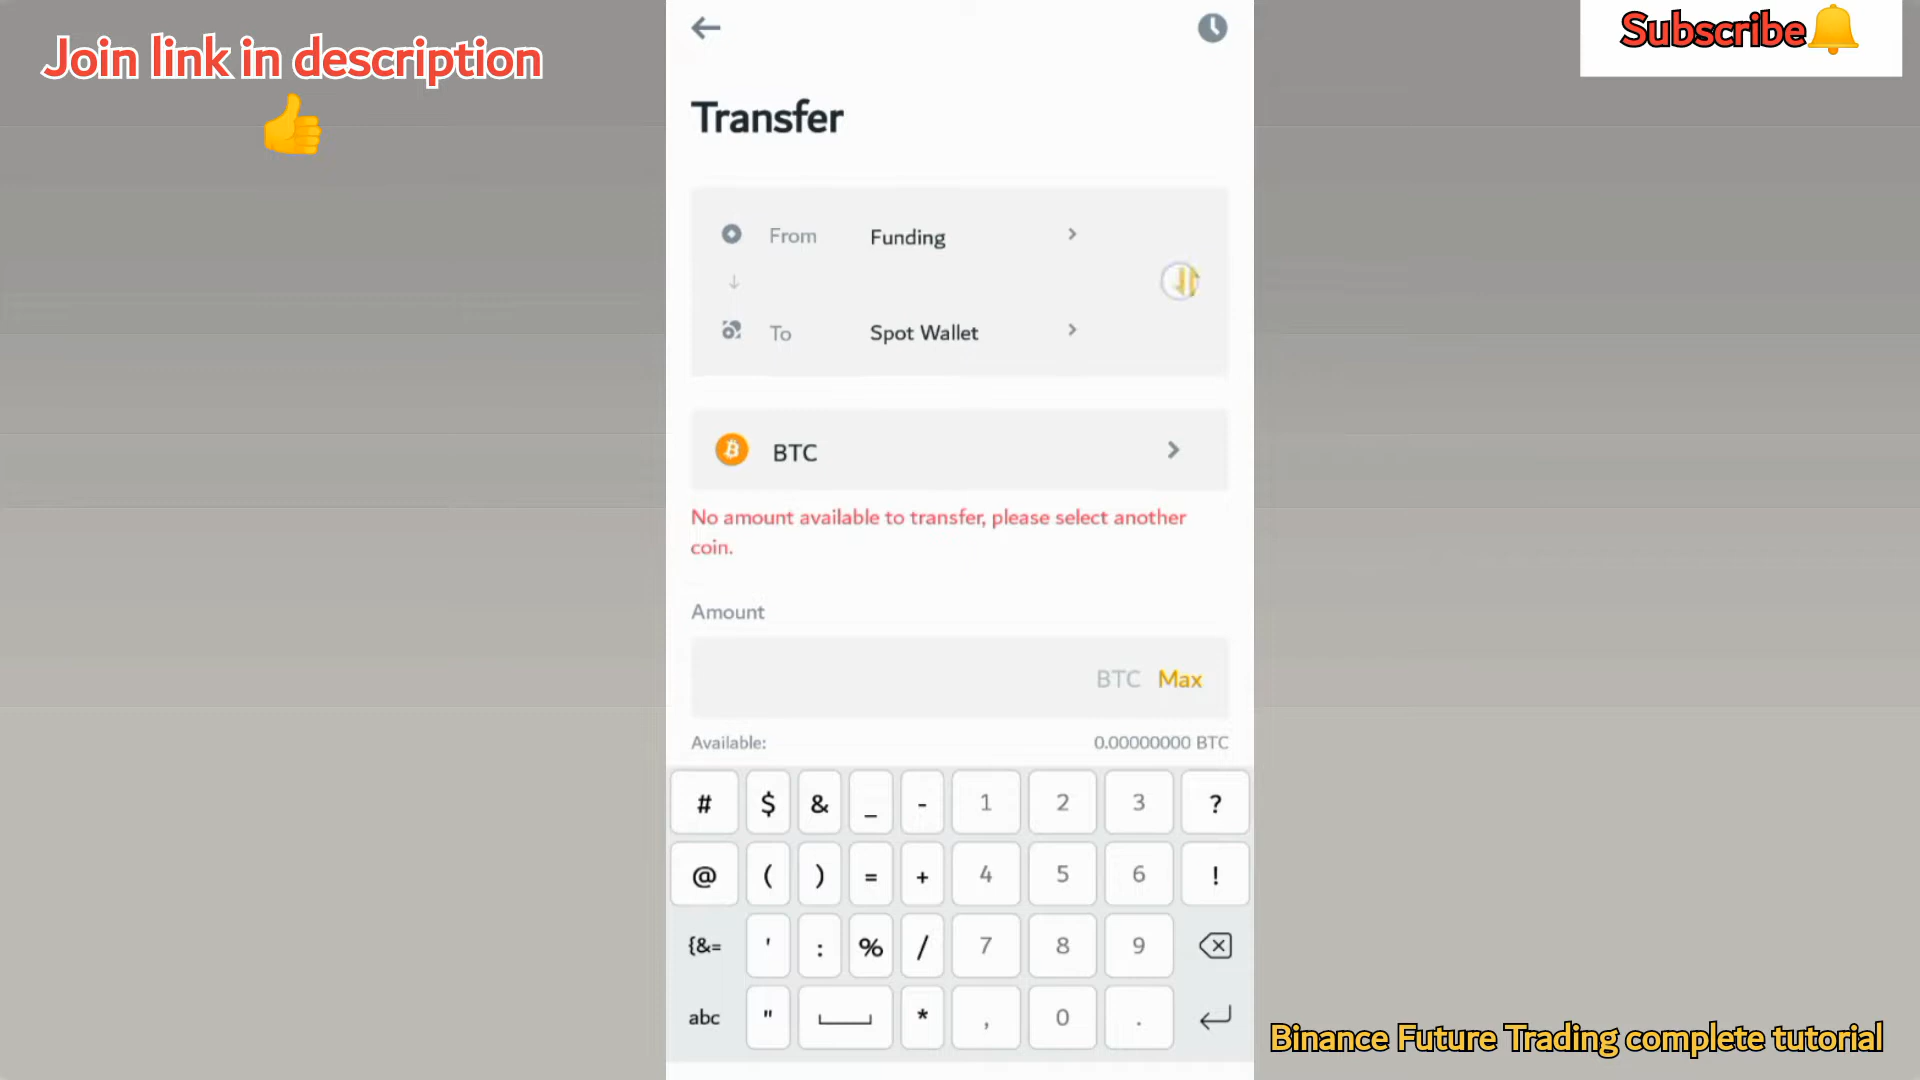 Join link in description
Subscribe
Transfer
From Funding
To Spot Wallet
BTC
No amount available to transfer, please select another
coin.
Amount
BTC Max
Available: 0.00000000 BTC
# $ & _ - 1 2 3 ?
@ ( ) = + 4 5 6 !
{&= ' : % / 7 8 9
abc " * , 0 .
Binance Future Trading complete tutorial